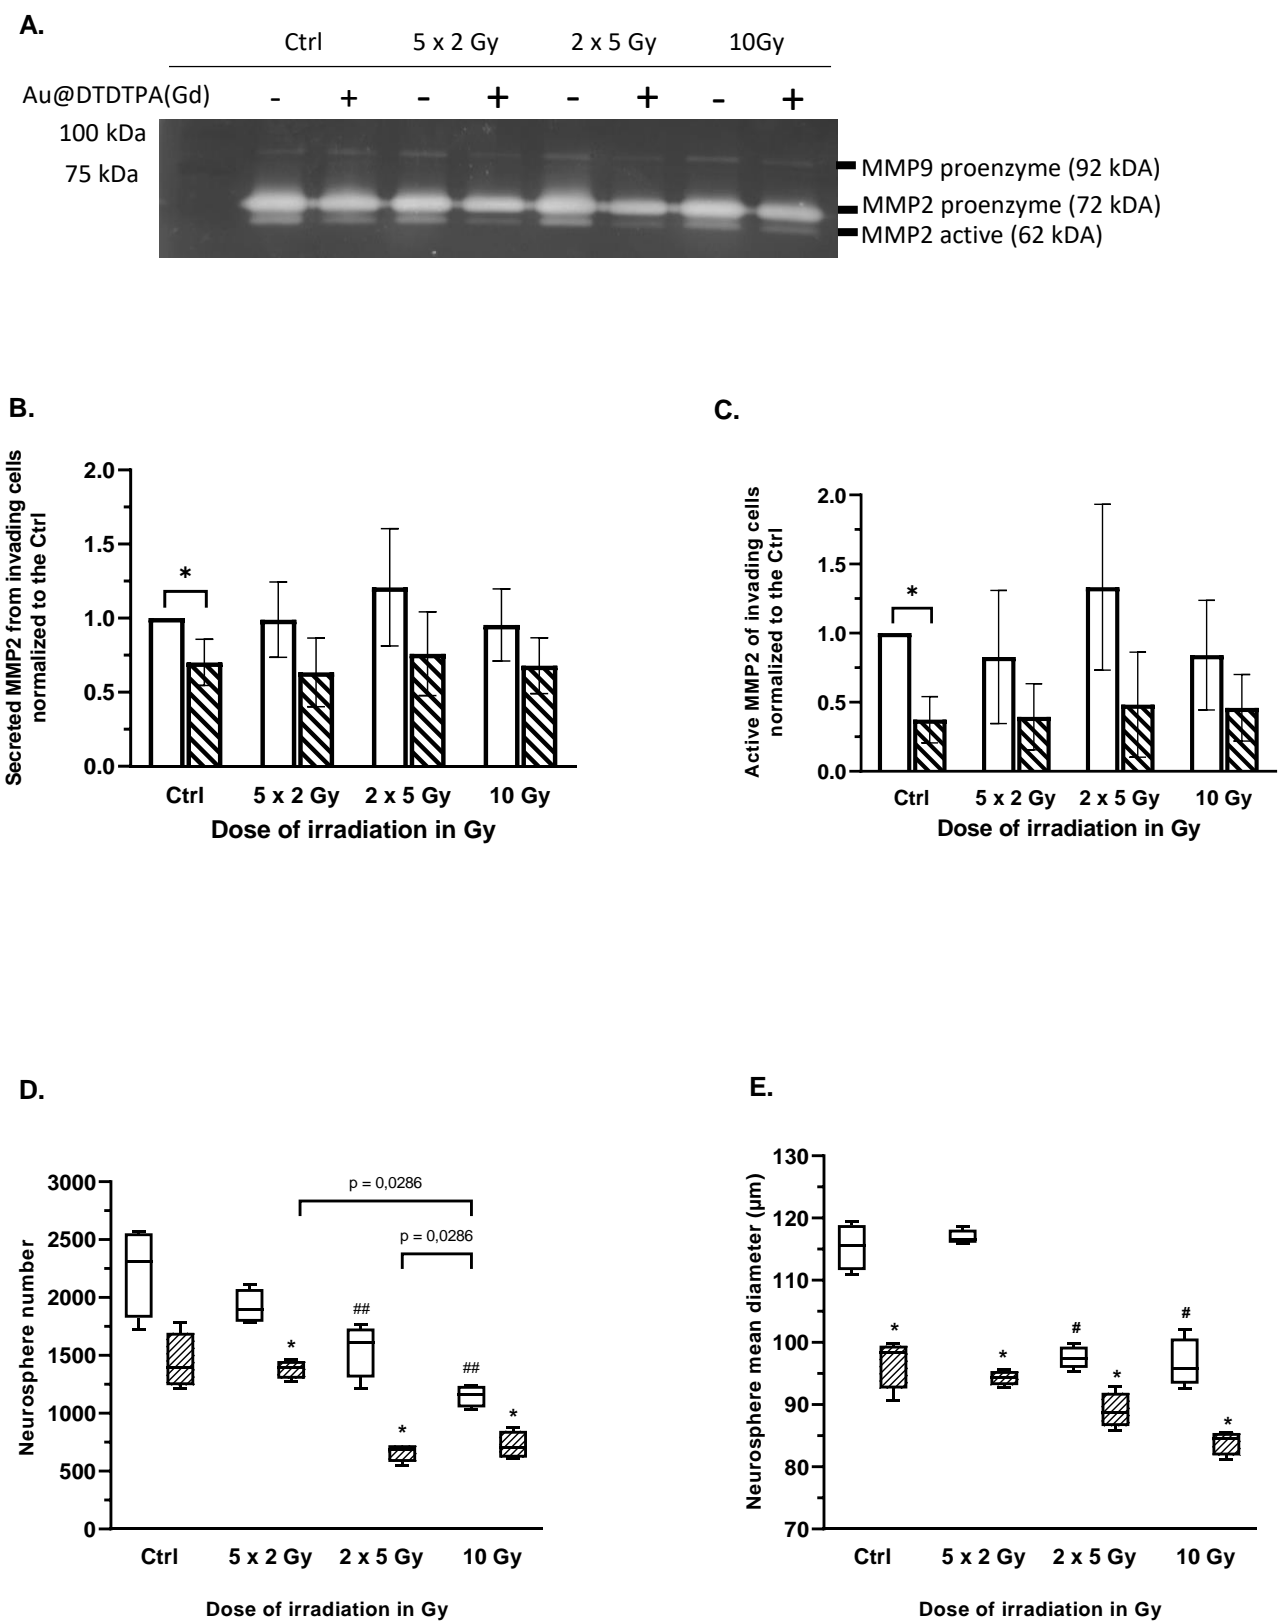 A.
Ctrl 5 x 2 Gy 2 x 5 Gy 10Gy
Au@DTDTPA(Gd) - + - + - + - +
100 kDa
75 kDa
MMP9 proenzyme (92 kDA)
MMP2 proenzyme (72 kDA)
MMP2 active (62 kDA)
B.
Secreted MMP2 from invading cells
normalized to the Ctrl
2.0
1.5
1.0
0.5
0.0
*
Ctrl 5 x 2 Gy 2 x 5 Gy 10 Gy
Dose of irradiation in Gy
C.
Active MMP2 of invading cells
normalized to the Ctrl
2.0
1.5
1.0
0.5
0.0
*
Ctrl 5 x 2 Gy 2 x 5 Gy 10 Gy
Dose of irradiation in Gy
D.
Neurosphere number
3000
2500
2000
1500
1000
500
0
p = 0,0286
p = 0,0286
*
##
*
##
*
Ctrl 5 x 2 Gy 2 x 5 Gy 10 Gy
Dose of irradiation in Gy
E.
Neurosphere mean diameter (µm)
130
120
110
100
90
80
70
*
*
#
*
#
*
Ctrl 5 x 2 Gy 2 x 5 Gy 10 Gy
Dose of irradiation in Gy